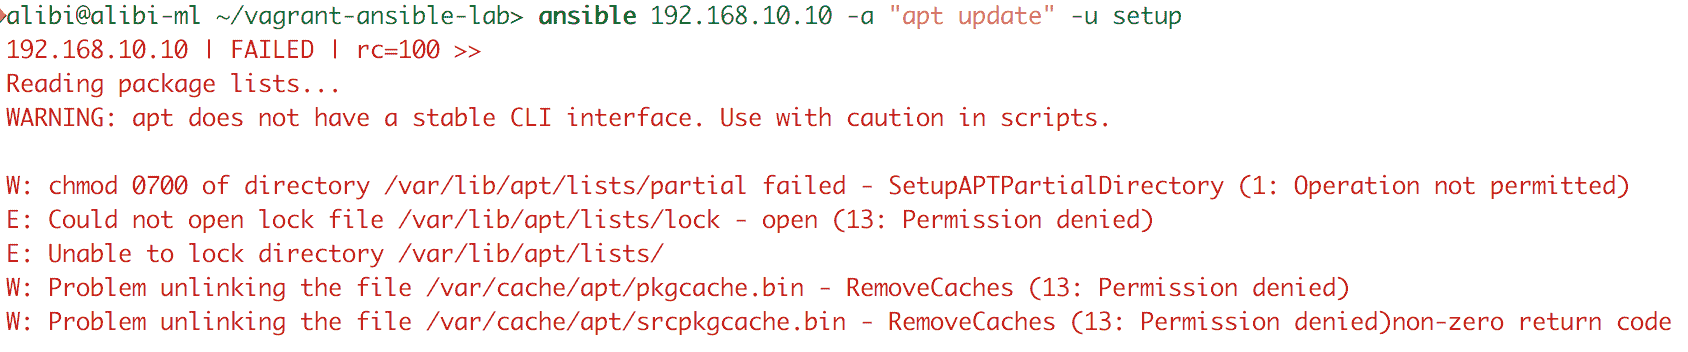 alibi@alibi-ml ~/vagrant-ansible-lab> ansible 192.168.10.10 -a "apt update" -u setup
192.168.10.10 | FAILED | rc=100 >>
Reading package lists...
WARNING: apt does not have a stable CLI interface. Use with caution in scripts.
W: chmod 0700 of directory /var/lib/apt/lists/partial failed - SetupAPTPartialDirectory (1: Operation not permitted)
E: Could not open lock file /var/lib/apt/lists/lock - open (13: Permission denied)
E: Unable to lock directory /var/lib/apt/lists/
W: Problem unlinking the file /var/cache/apt/pkgcache.bin - RemoveCaches (13: Permission denied)
W: Problem unlinking the file /var/cache/apt/srcpkgcache.bin - RemoveCaches (13: Permission denied)non-zero return code